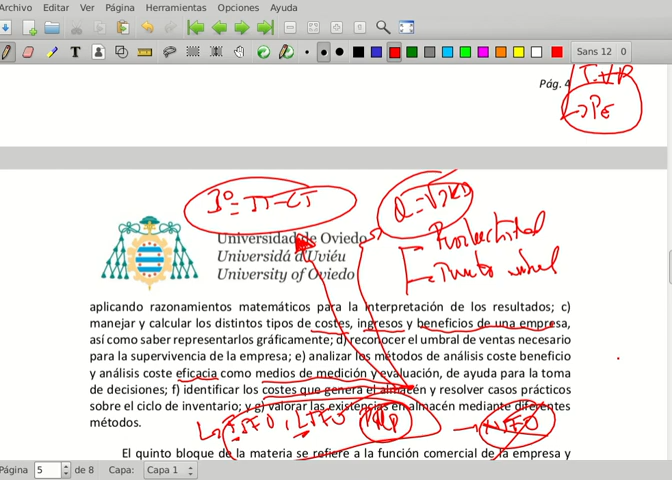 Archivo Editar Ver Página Herramientas Opciones Ayuda
Sans 12 0
Pág. 4
Bº = IT - CT
Productividad
Universidad de Oviedo
Universidá d'Uviéu
University of Oviedo
aplicando razonamientos matemáticos para la interpretación de los resultados; c)
manejar y calcular los distintos tipos de costes, ingresos y beneficios de una empresa,
así como saber representarlos gráficamente; d) reconocer el umbral de ventas necesario
para la supervivencia de la empresa; e) analizar los métodos de análisis coste beneficio
y análisis coste eficacia como medios de medición y evaluación, de ayuda para la toma
de decisiones; f) identificar los costes que genera el almacén y resolver casos prácticos
sobre el ciclo de inventario; y g) valorar las existencias en almacén mediante diferentes
métodos.
FIFO, LIFO PMP
El quinto bloque de la materia se refiere a la función comercial de la empresa y
Página 5 de 8 Capa: Capa 1